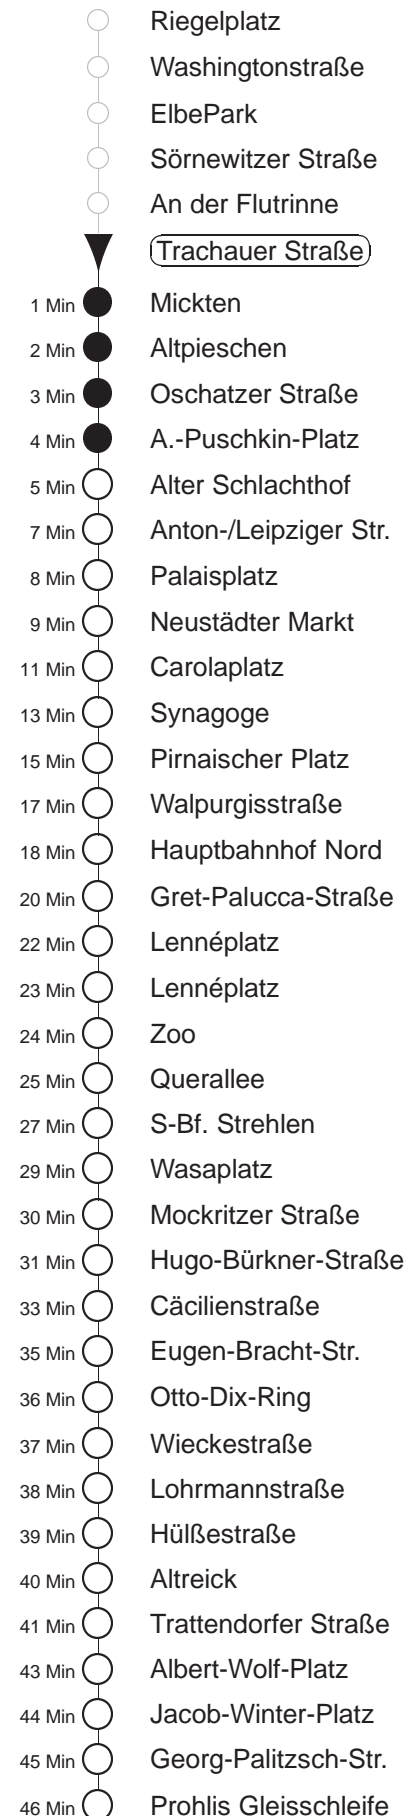 Riegelplatz
Washingtonstraße
ElbePark
Sörnewitzer Straße
An der Flutrinne
Trachauer Straße
1 Min Mickten
2 Min Altpieschen
3 Min Oschatzer Straße
4 Min A.-Puschkin-Platz
5 Min Alter Schlachthof
7 Min Anton-/Leipziger Str.
8 Min Palaisplatz
9 Min Neustädter Markt
11 Min Carolaplatz
13 Min Synagoge
15 Min Pirnaischer Platz
17 Min Walpurgisstraße
18 Min Hauptbahnhof Nord
20 Min Gret-Palucca-Straße
22 Min Lennéplatz
23 Min Lennéplatz
24 Min Zoo
25 Min Querallee
27 Min S-Bf. Strehlen
29 Min Wasaplatz
30 Min Mockritzer Straße
31 Min Hugo-Bürkner-Straße
33 Min Cäcilienstraße
35 Min Eugen-Bracht-Str.
36 Min Otto-Dix-Ring
37 Min Wieckestraße
38 Min Lohrmannstraße
39 Min Hülßestraße
40 Min Altreick
41 Min Trattendorfer Straße
43 Min Albert-Wolf-Platz
44 Min Jacob-Winter-Platz
45 Min Georg-Palitzsch-Str.
46 Min Prohlis Gleisschleife